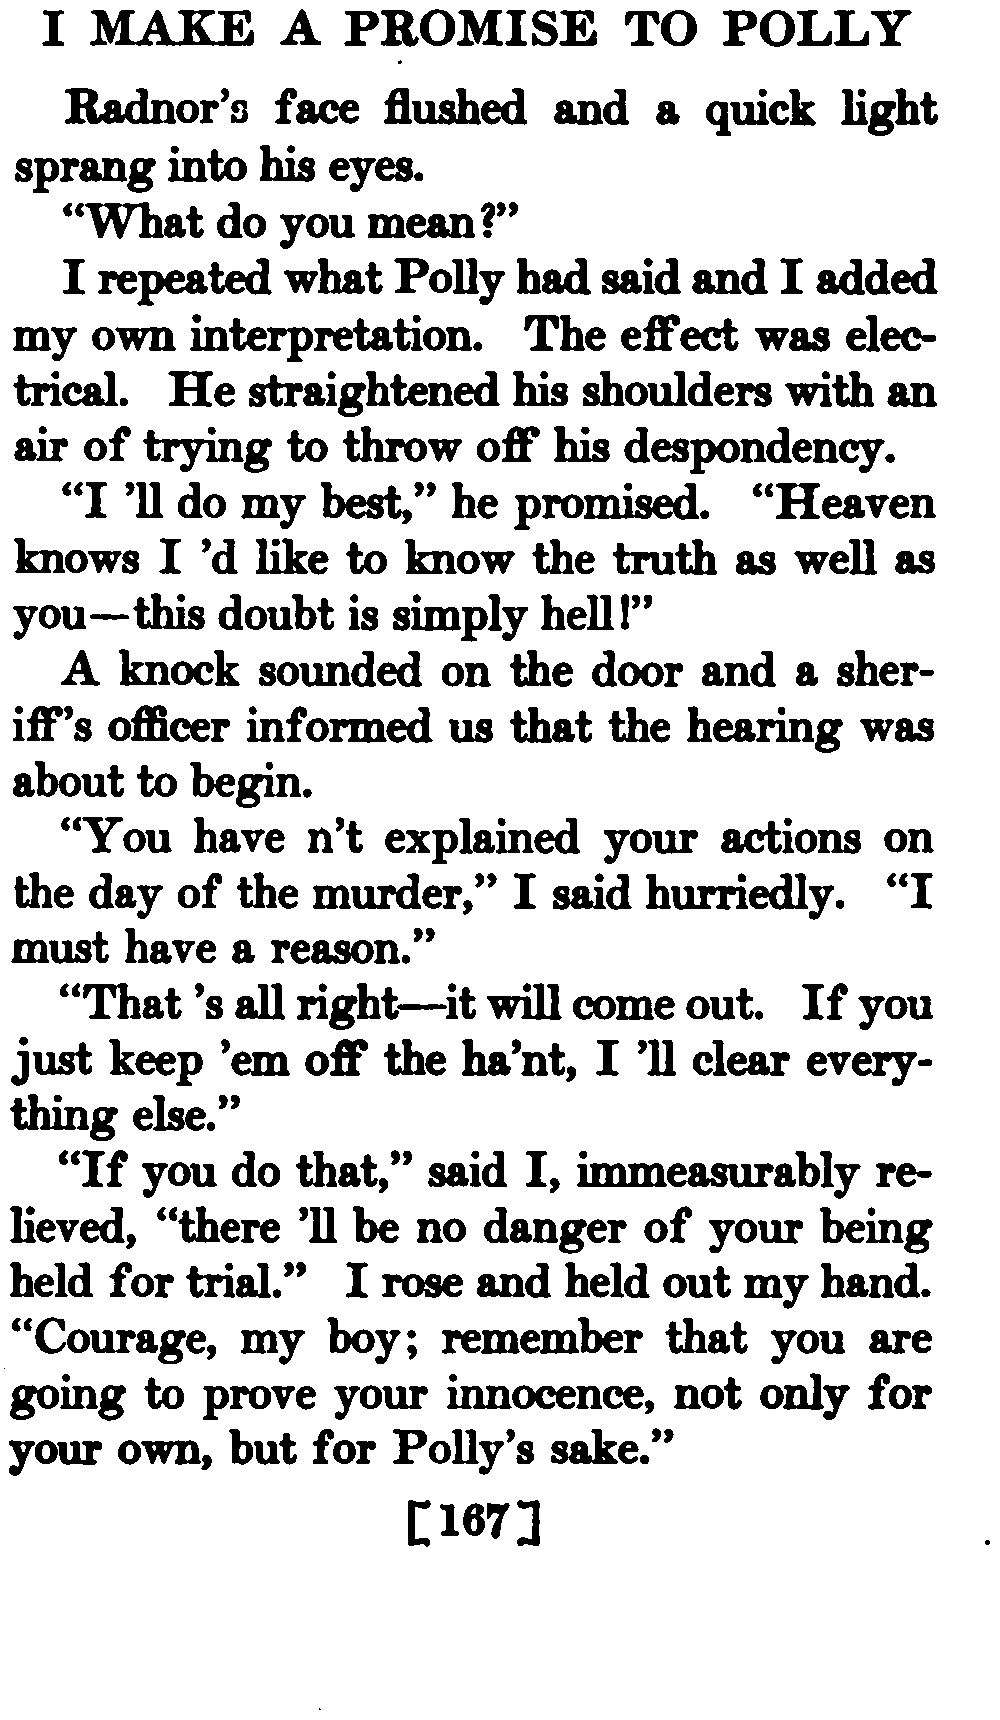 I MAKE A PROMISE TO POLLY
Radnor's face flushed and a quick light
sprang into his eyes.
“What do you mean?”
I repeated what Polly had said and I added
my own interpretation. The effect was elec-
trical. He straightened his shoulders with an
air of trying to throw off his despondency.
“I 'll do my best,” he promised. “Heaven
knows I 'd like to know the truth as well as
you—this doubt is simply hell!”
A knock sounded on the door and a sher-
iff's officer informed us that the hearing was
about to begin.
“You have n't explained your actions on
the day of the murder,” I said hurriedly. “I
must have a reason.”
“That 's all right—it will come out. If you
just keep 'em off the ha'nt, I 'll clear every-
thing else.”
“If you do that,” said I, immeasurably re-
lieved, “there 'll be no danger of your being
held for trial.” I rose and held out my hand.
“Courage, my boy; remember that you are
going to prove your innocence, not only for
your own, but for Polly's sake.”
[167]